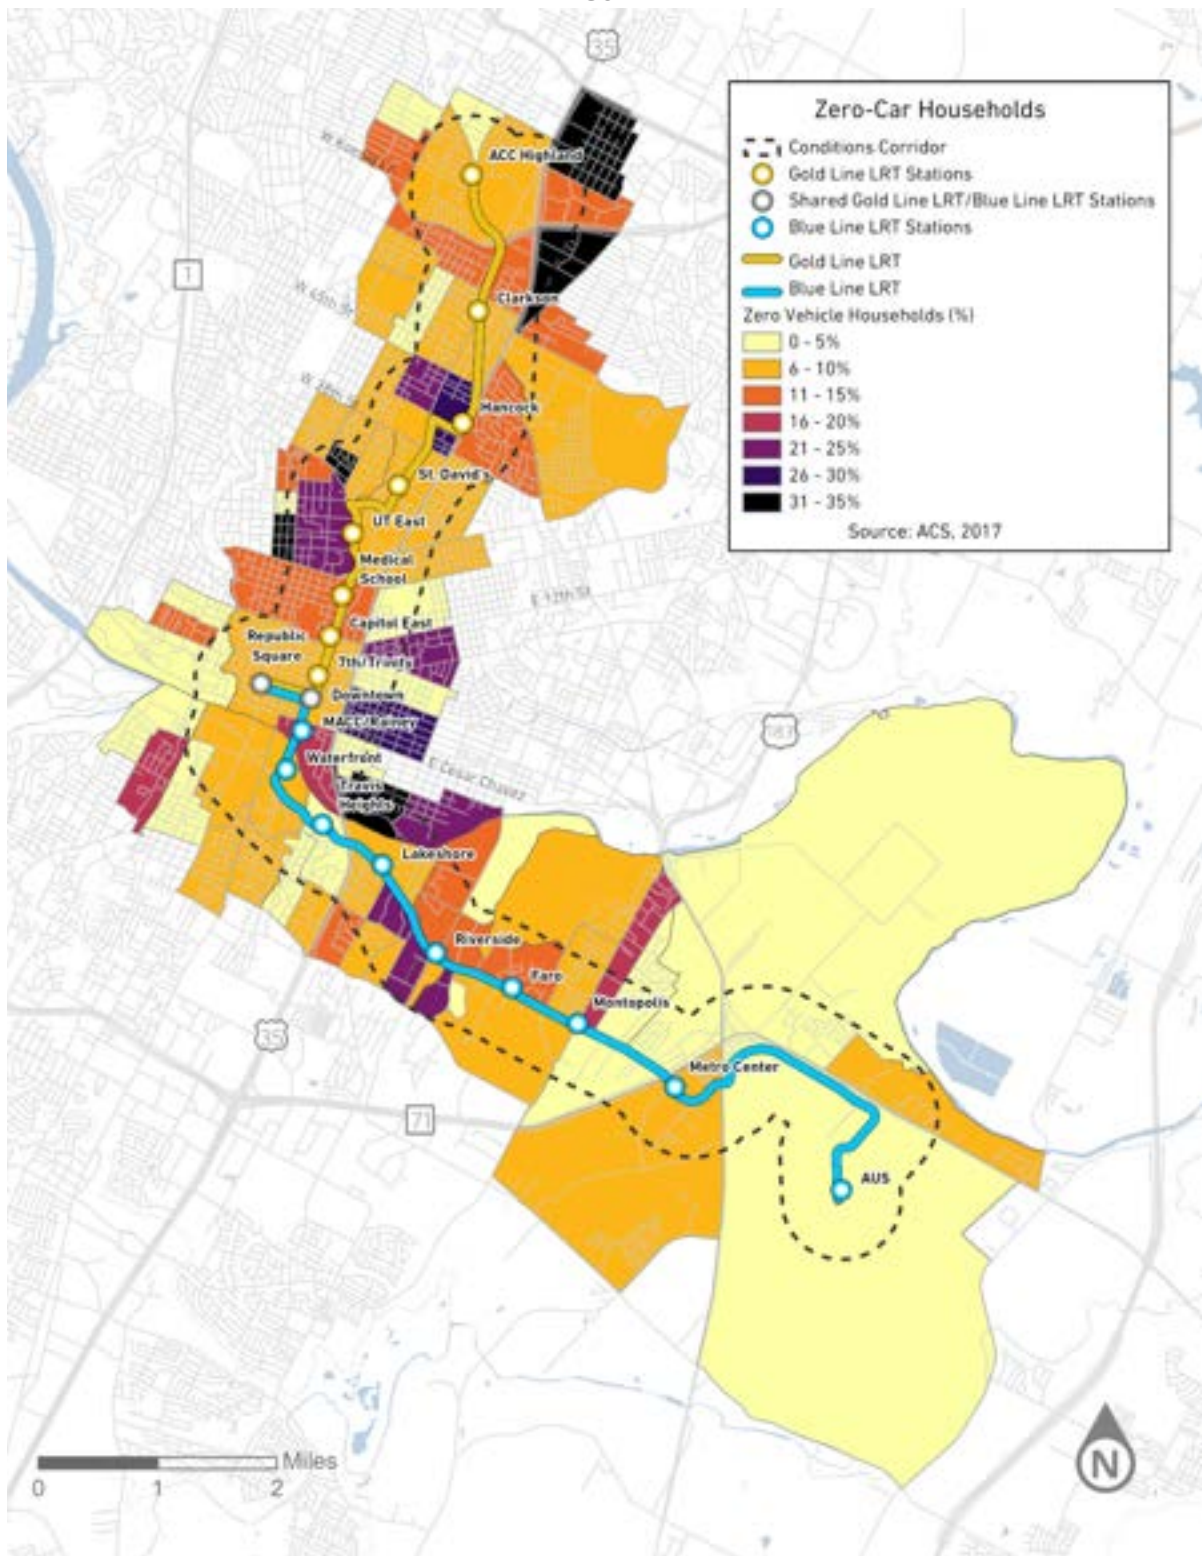 35
Zero-Car Households
Conditions Corridor
Gold Line LRT Stations
Shared Gold Line LRT/Blue Line LRT Stations
Blue Line LRT Stations
Gold Line LRT
Blue Line LRT
Zero Vehicle Households (%)
0 - 5%
6 - 10%
11 - 15%
16 - 20%
21 - 25%
26 - 30%
31 - 35%
Source: ACS, 2017
ACC Highland
1
W 45th St
Clarkson
W 38th St
Hancock
St. David's
UT East
Medical
School
E 12th St
Capitol East
Republic
Square
7th/Trinity
Downtown
MACC/Rainey
183
Waterfront
E Cesar Chavez
Travis
Heights
Lakeshore
Riverside
Faro
Montopolis
35
Metro Center
71
AUS
Miles
0 1 2
N